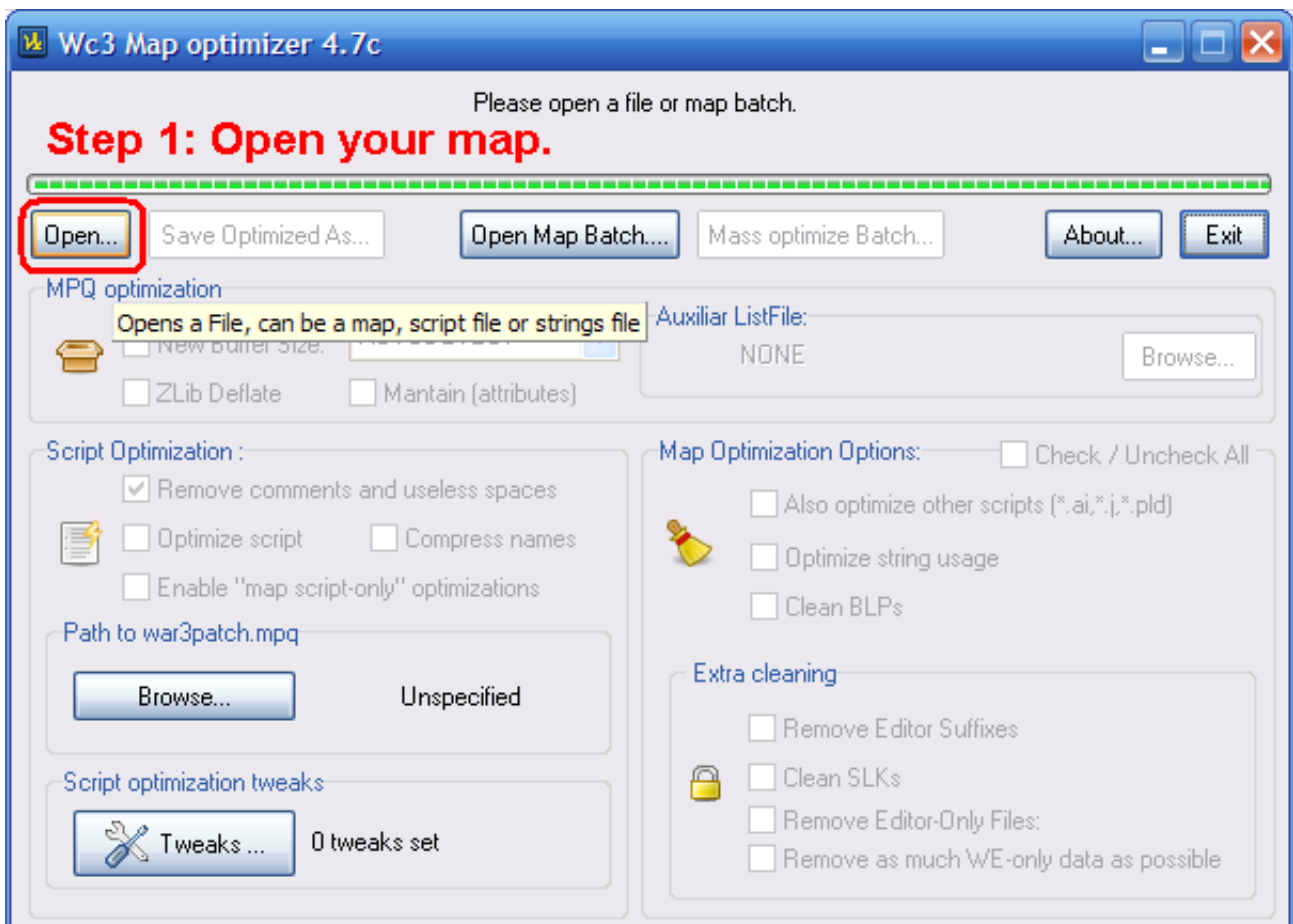 Wc3 Map optimizer 4.7c
Please open a file or map batch.
Step 1: Open your map.
Open... Save Optimized As... Open Map Batch.... Mass optimize Batch... About... Exit
MPQ optimization
Opens a File, can be a map, script file or strings file
Auxiliar ListFile:
New Buffer Size:
NONE Browse...
ZLib Deflate Mantain (attributes)
Script Optimization :
Remove comments and useless spaces
Optimize script Compress names
Enable "map script-only" optimizations
Path to war3patch.mpq
Browse... Unspecified
Script optimization tweaks
Tweaks ... 0 tweaks set
Map Optimization Options: Check / Uncheck All
Also optimize other scripts (*.ai,*.j,*.pld)
Optimize string usage
Clean BLPs
Extra cleaning
Remove Editor Suffixes
Clean SLKs
Remove Editor-Only Files:
Remove as much WE-only data as possible